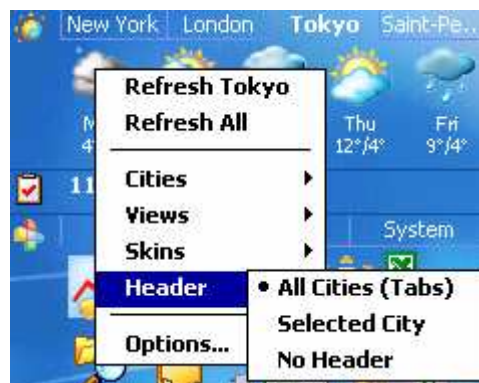 New York London Tokyo Saint-Pe..
Refresh Tokyo
Refresh All
Thu Fri
12°/4° 9°/4°
Cities
Views
Skins
System
Header
All Cities (Tabs)
Selected City
Options...
No Header